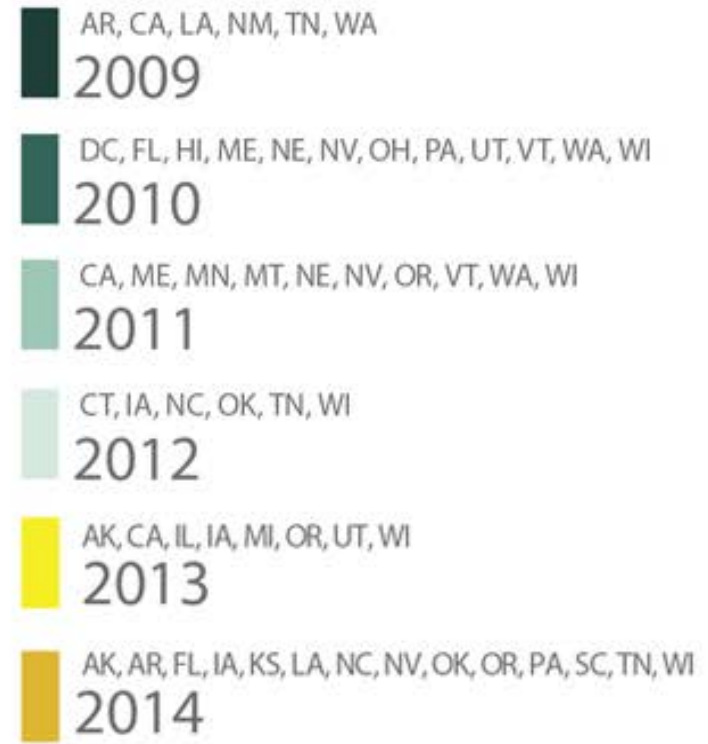 AR, CA, LA, NM, TN, WA
2009
DC, FL, HI, ME, NE, NV, OH, PA, UT, VT, WA, WI
2010
CA, ME, MN, MT, NE, NV, OR, VT, WA, WI
2011
CT, IA, NC, OK, TN, WI
2012
AK, CA, IL, IA, MI, OR, UT, WI
2013
AK, AR, FL, IA, KS, LA, NC, NV, OK, OR, PA, SC, TN, WI
2014